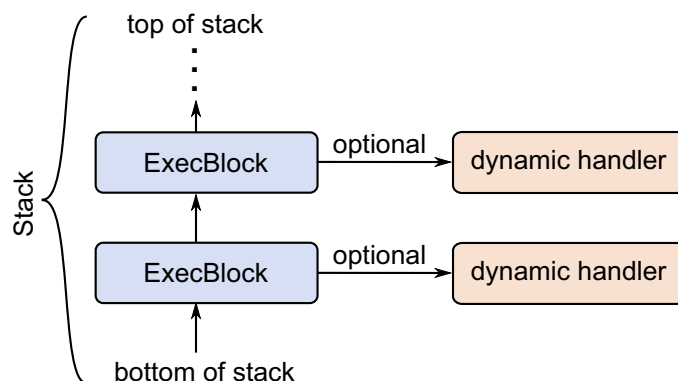 top of stack
optional
ExecBlock
dynamic handler
Stack
optional
ExecBlock
dynamic handler
bottom of stack